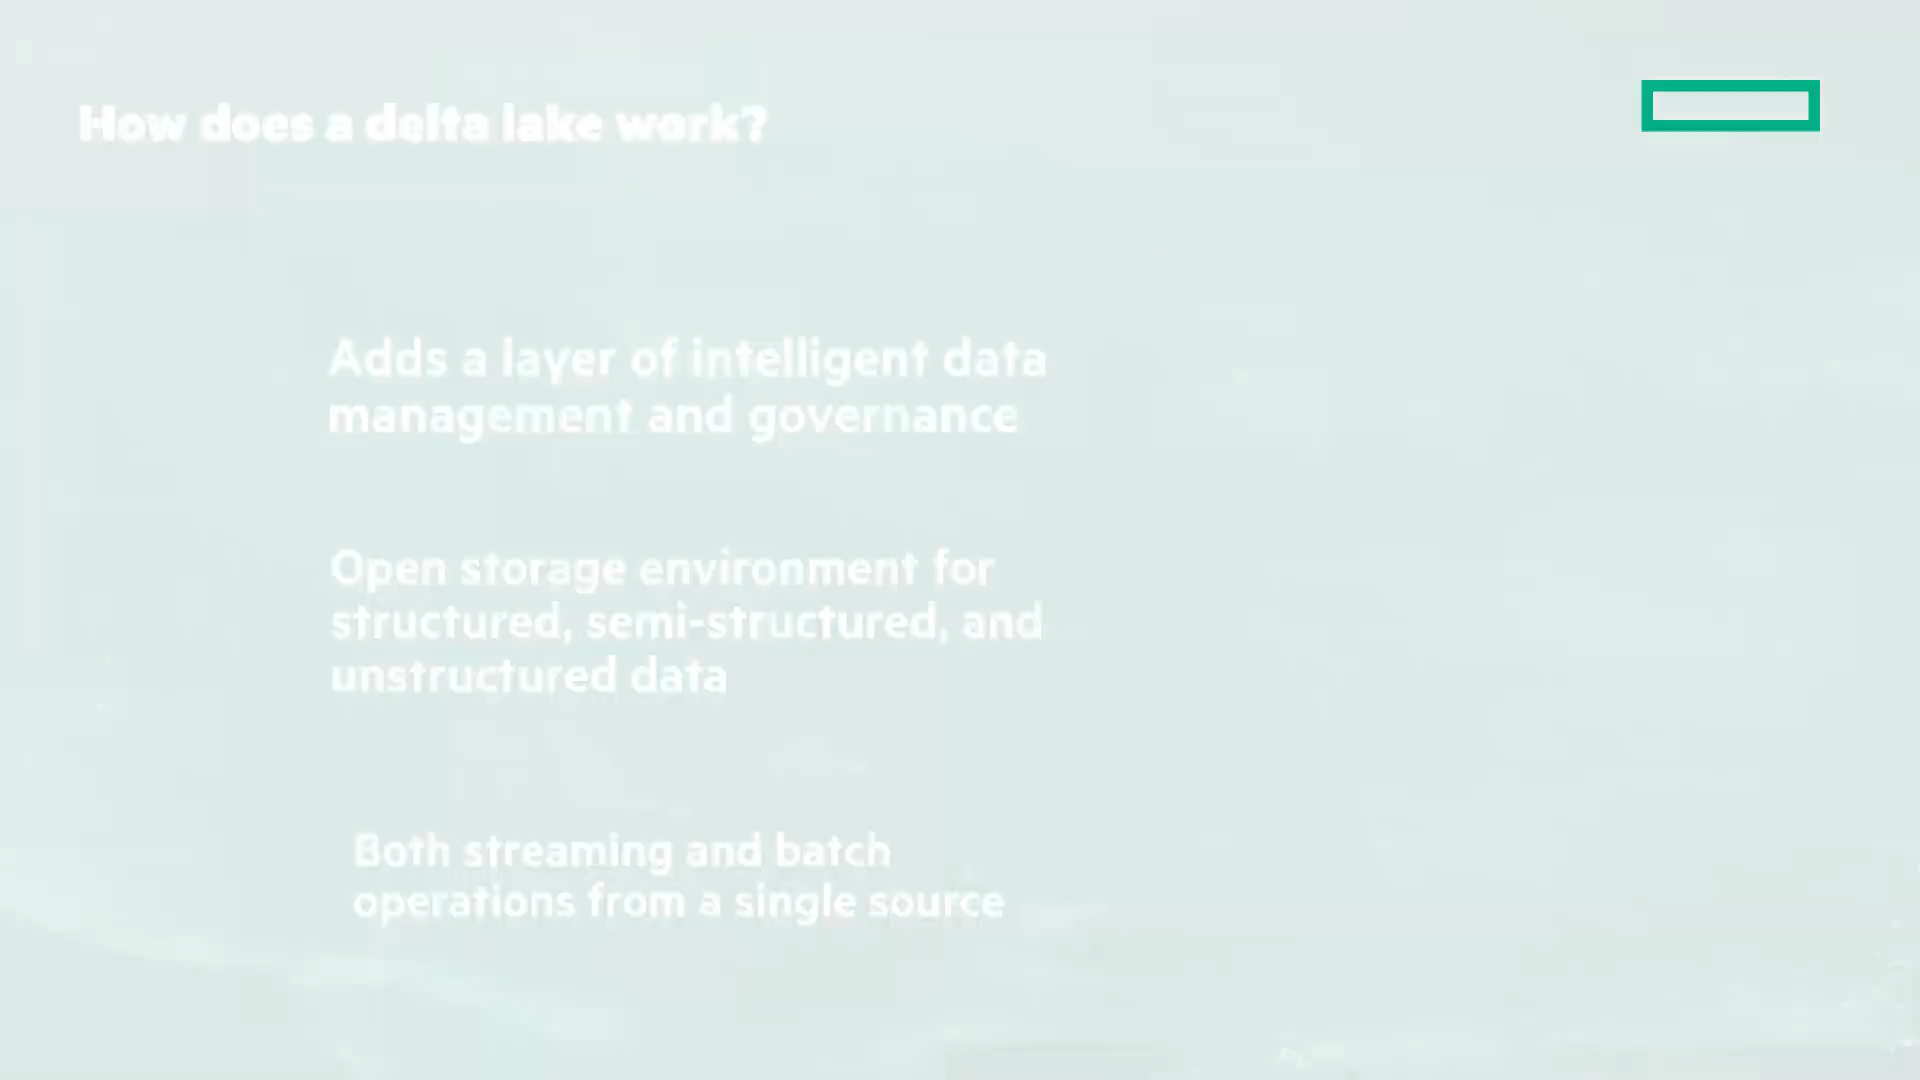 How does a delta lake work?
Adds a layer of intelligent data
management and governance
Open storage environment for
structured, semi-structured, and
unstructured data
Both streaming and batch
operations from a single source